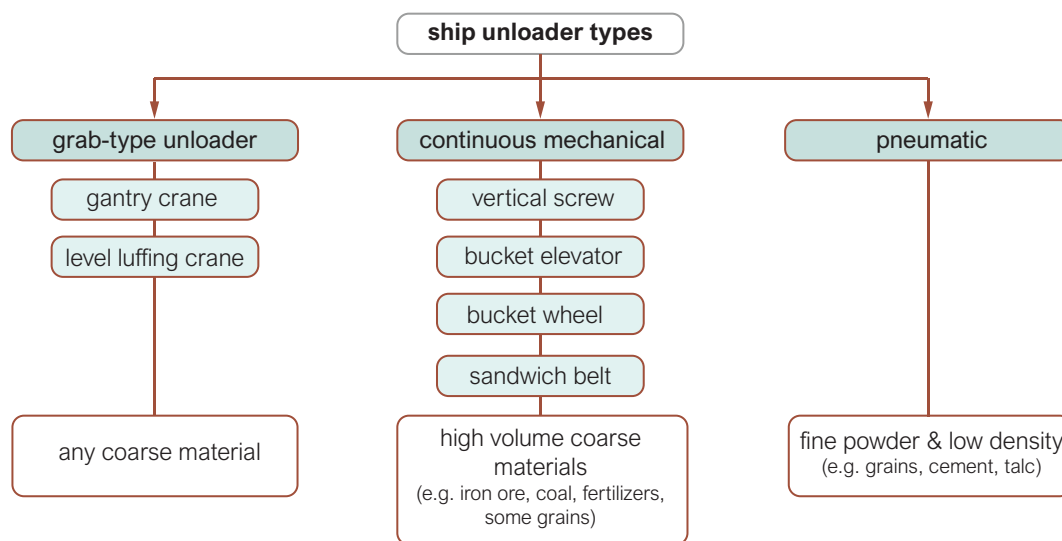 ship unloader types
grab-type unloader
gantry crane
level luffing crane
any coarse material
continuous mechanical
vertical screw
bucket elevator
bucket wheel
sandwich belt
high volume coarse
materials
(e.g. iron ore, coal, fertilizers,
some grains)
pneumatic
fine powder & low density
(e.g. grains, cement, talc)